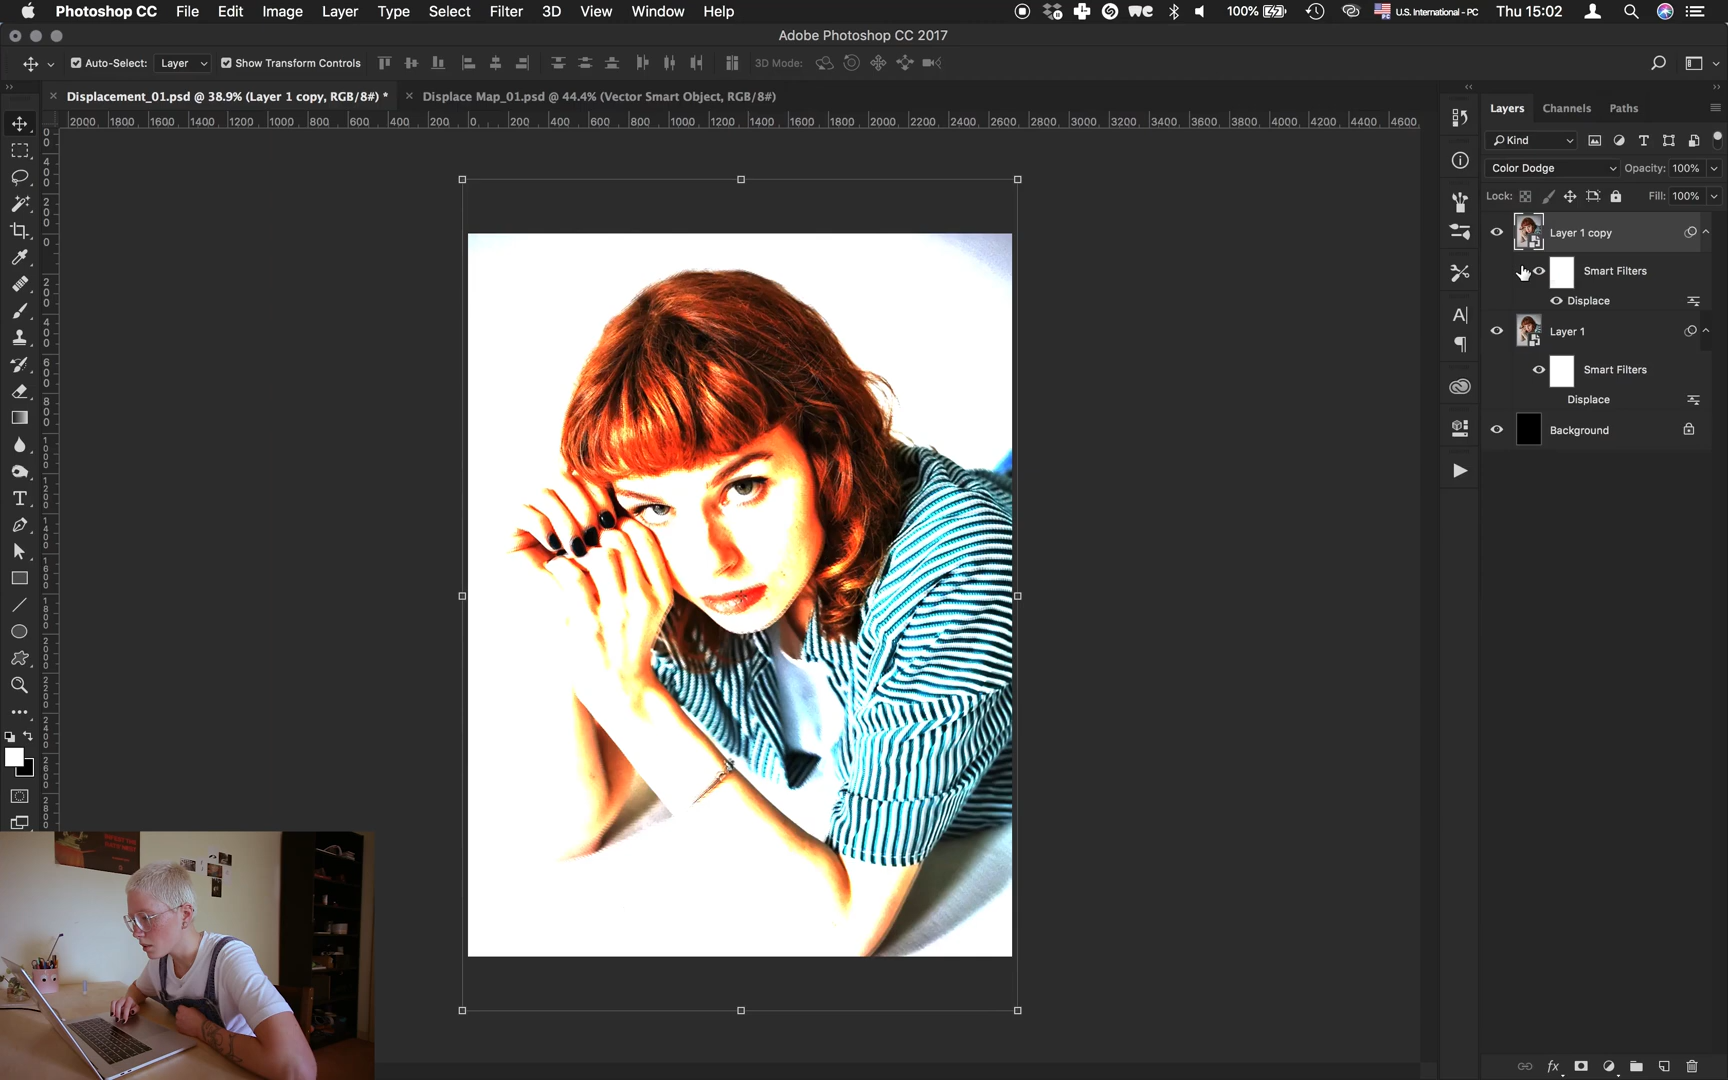 Photoshop CC File Edit Image Layer Type Select Filter 3D View Window Help 100% U.S. International - PC Thu 15:02
Adobe Photoshop CC 2017
Auto-Select: Layer Show Transform Controls 3D Mode:
Displacement_01.psd @ 38.9% (Layer 1 copy, RGB/8#) * Displace Map_01.psd @ 44.4% (Vector Smart Object, RGB/8#)
2000 1800 1600 1400 1200 1000 800 600 400 200 0 200 400 600 800 1000 1200 1400 1600 1800 2000 2200 2400 2600 2800 3000 3200 3400 3600 3800 4000 4200 4400 4600
Layers Channels Paths
Kind
Color Dodge Opacity: 100%
Lock: Fill: 100%
Layer 1 copy
Smart Filters
Displace
Layer 1
Smart Filters
Displace
Background